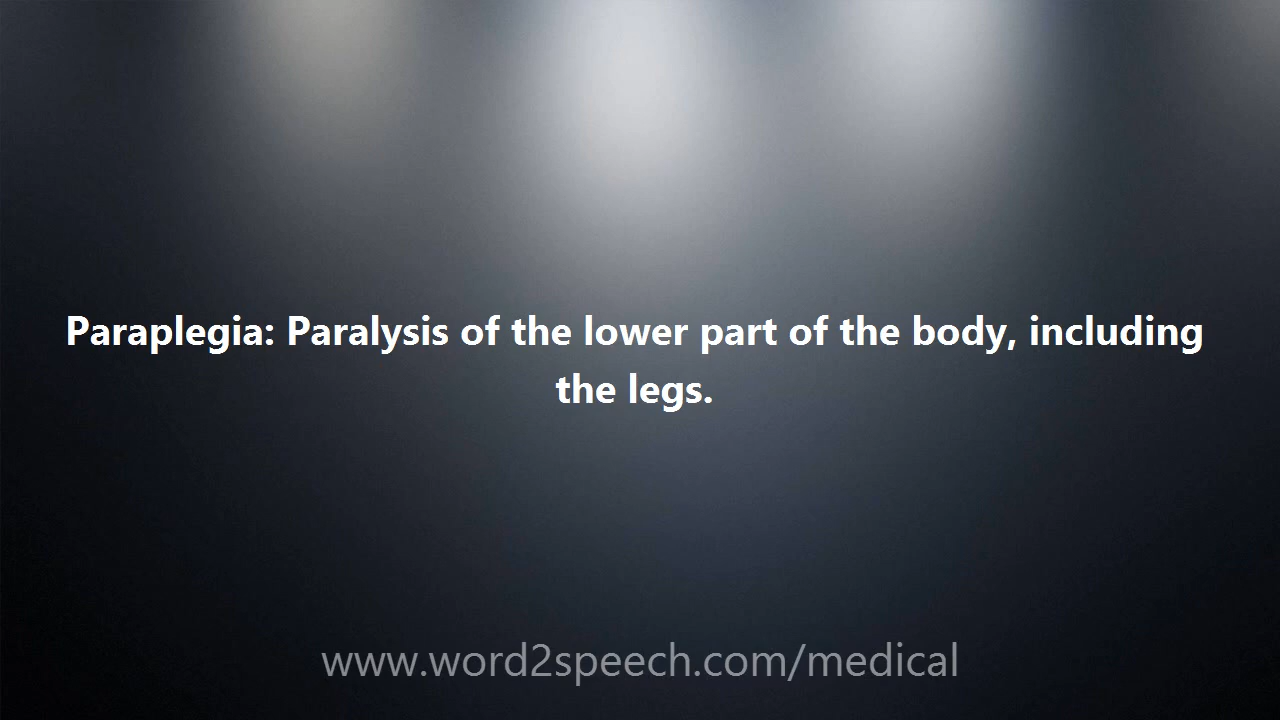 Paraplegia: Paralysis of the lower part of the body, including
the legs.
www.word2speech.com/medical